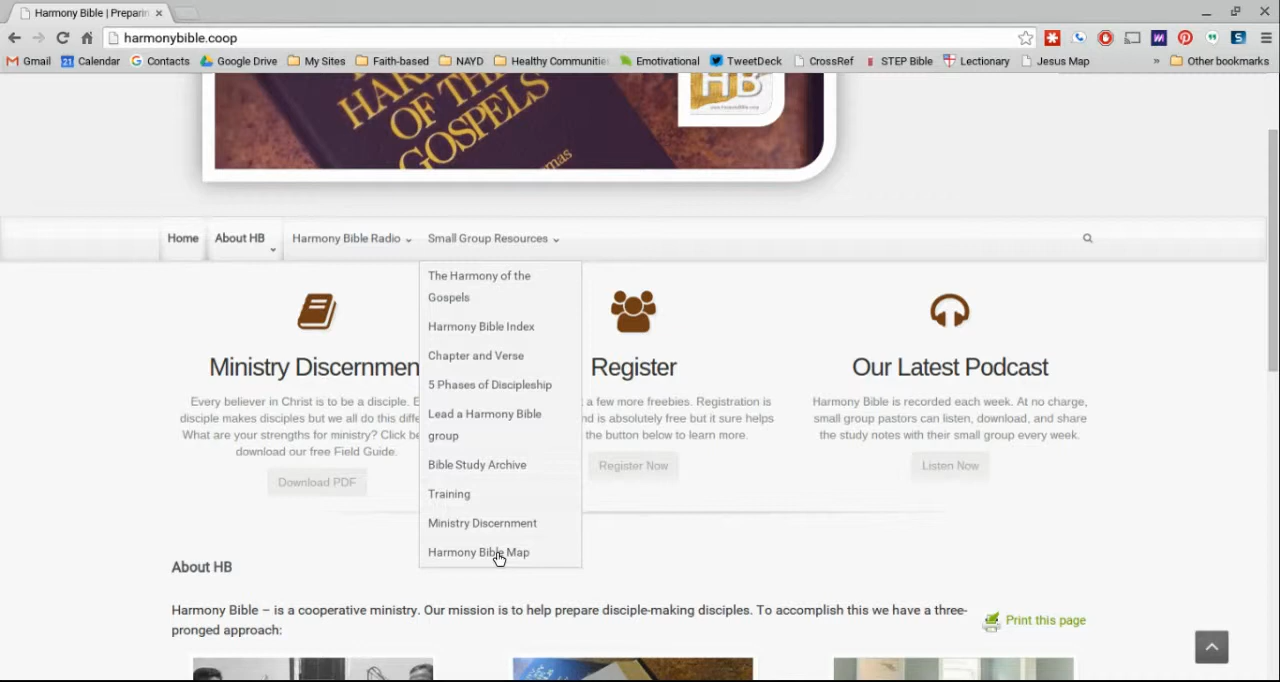 Harmony Bible | Preparin
harmonybible.coop
Gmail Calendar Contacts Google Drive My Sites Faith-based NAYD Healthy Communitie Emotivational TweetDeck CrossRef STEP Bible Lectionary Jesus Map » Other bookmarks
OF THE
GOSPELS
HB
Home About HB Harmony Bible Radio Small Group Resources
The Harmony of the
Gospels
Harmony Bible Index
Chapter and Verse
5 Phases of Discipleship
Lead a Harmony Bible
group
Bible Study Archive
Training
Ministry Discernment
Harmony Bible Map
Ministry Discernmen
Every believer in Christ is to be a disciple. E
disciple makes disciples but we all do this diffe
What are your strengths for ministry? Click be
download our free Field Guide.
Download PDF
Register
a few more freebies. Registration is
nd is absolutely free but it sure helps
the button below to learn more.
Register Now
Our Latest Podcast
Harmony Bible is recorded each week. At no charge,
small group pastors can listen, download, and share
the study notes with their small group every week.
Listen Now
About HB
Harmony Bible – is a cooperative ministry. Our mission is to help prepare disciple-making disciples. To accomplish this we have a three-
pronged approach:
Print this page